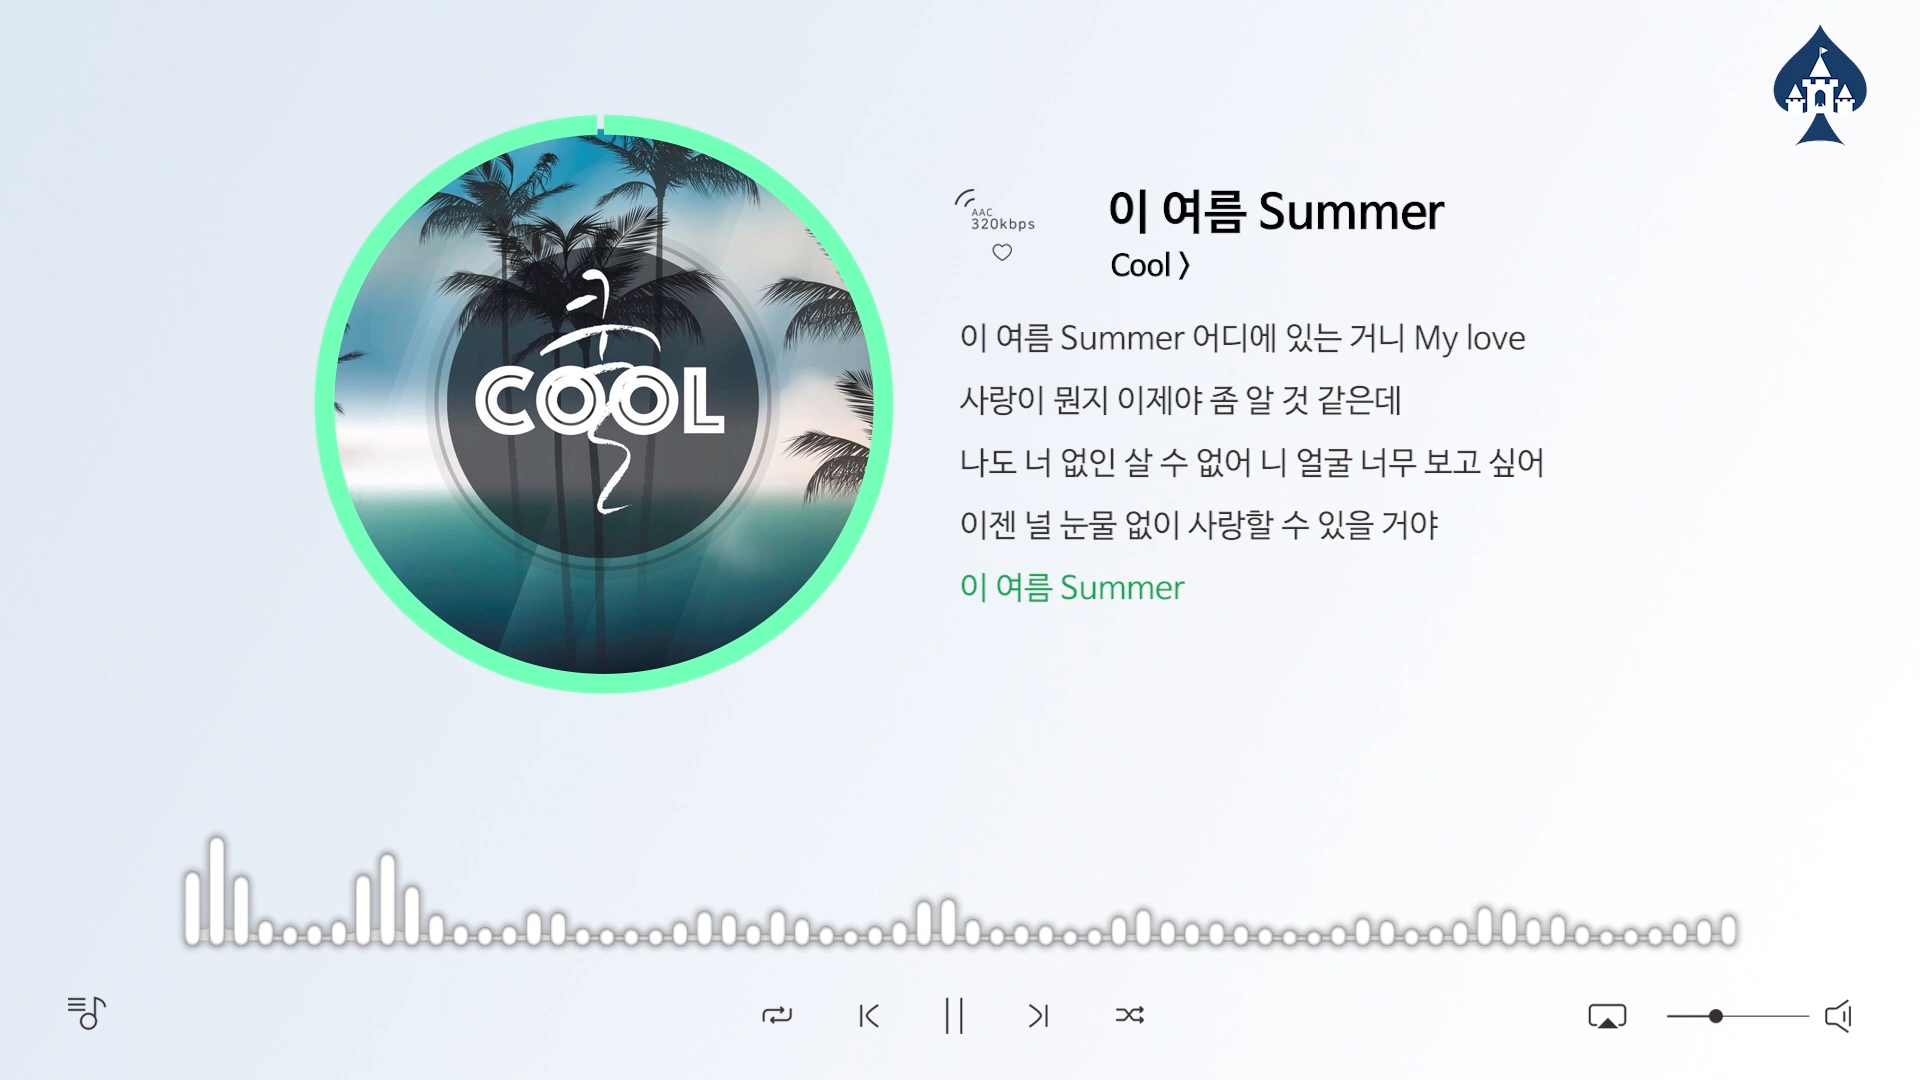 쿨
COOL
AAC
320kbps
이 여름 Summer
Cool 〉
이 여름 Summer 어디에 있는 거니 My love
사랑이 뭔지 이제야 좀 알 것 같은데
나도 너 없인 살 수 없어 니 얼굴 너무 보고 싶어
이젠 널 눈물 없이 사랑할 수 있을 거야
이 여름 Summer